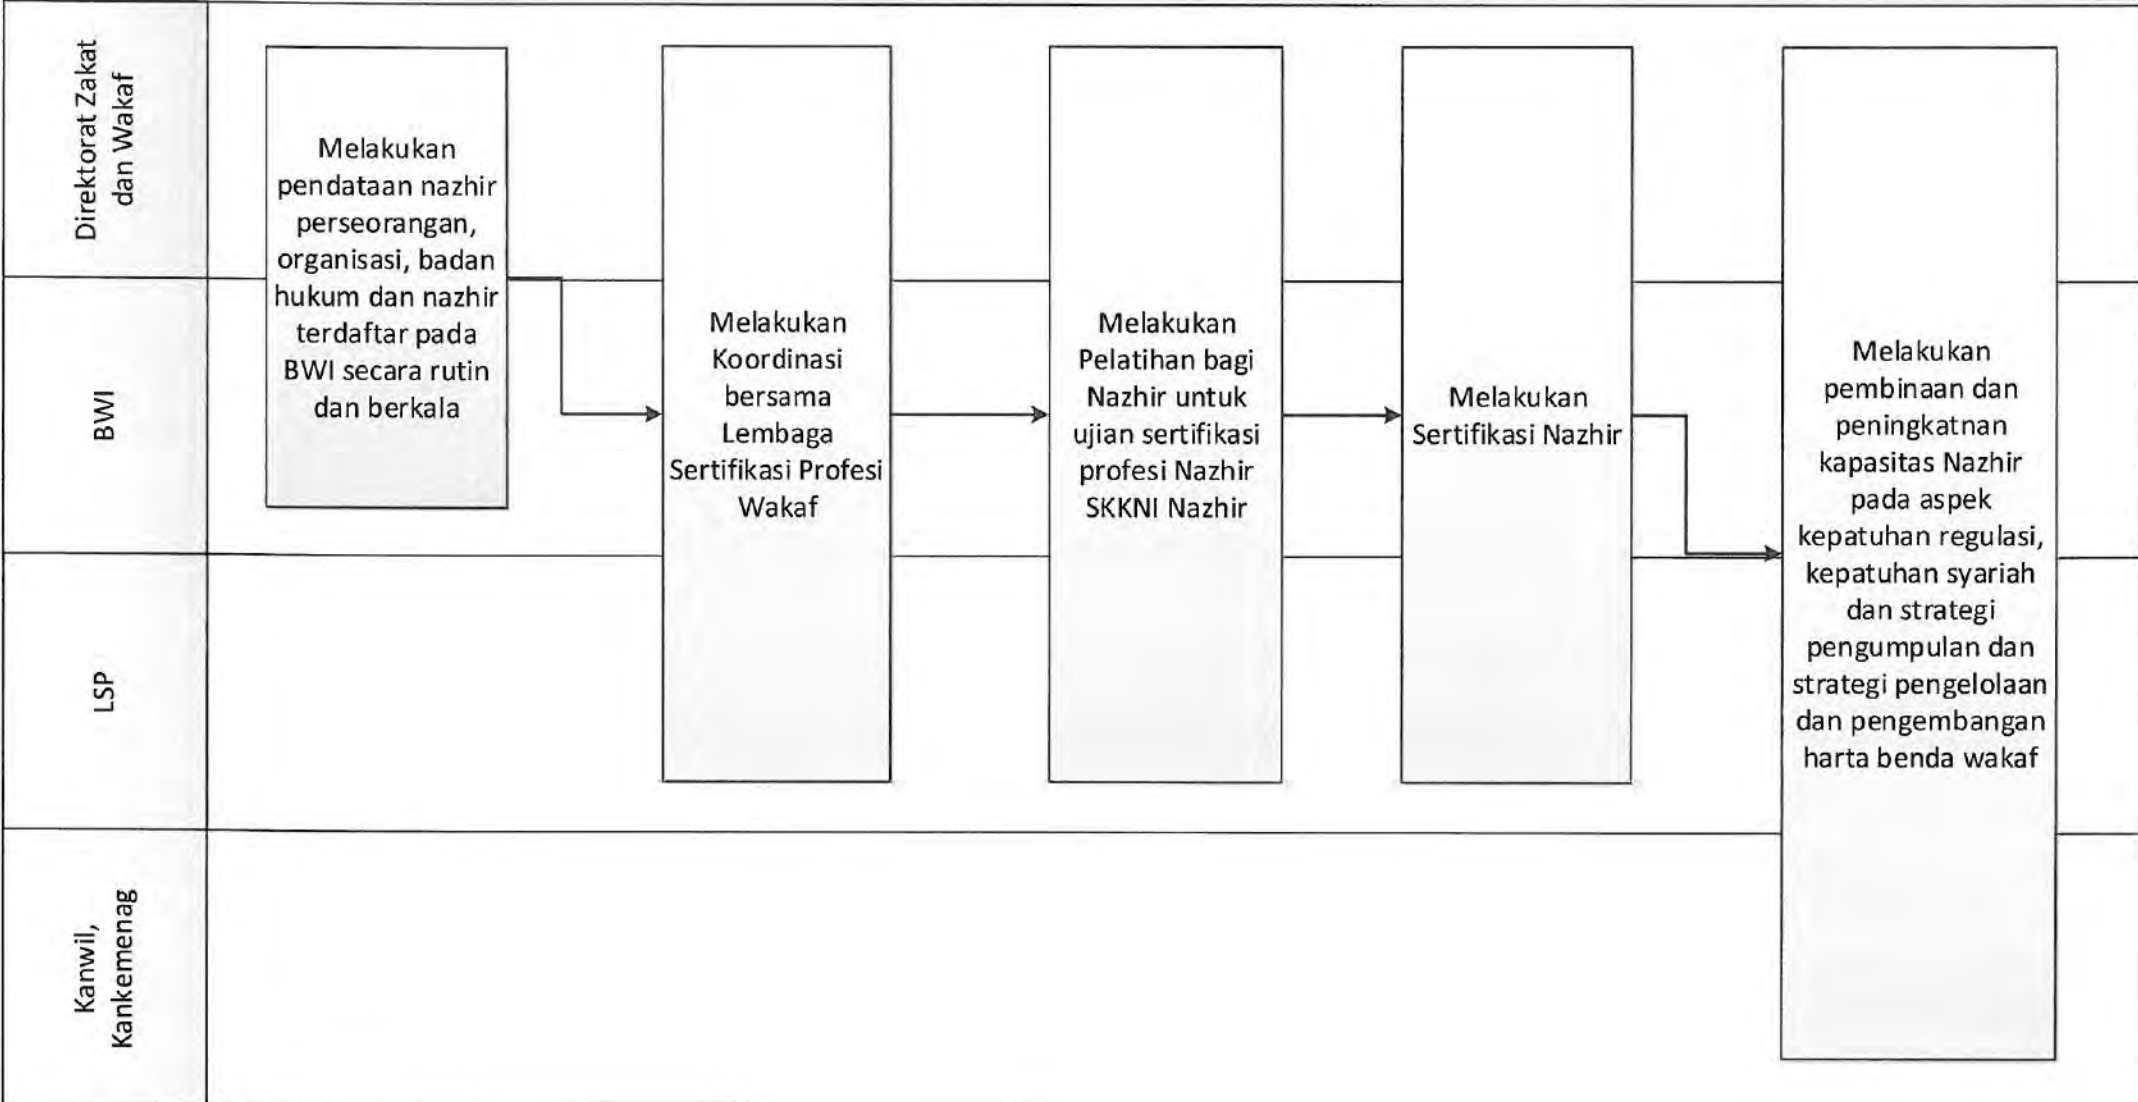 Direktorat Zakat
dan Wakaf
BWI
LSP
Kanwil,
Kankemenag
Melakukan
pendataan nazhir
perseorangan,
organisasi, badan
hukum dan nazhir
terdaftar pada
BWI secara rutin
dan berkala
Melakukan
Koordinasi
bersama
Lembaga
Sertifikasi Profesi
Wakaf
Melakukan
Pelatihan bagi
Nazhir untuk
ujian sertifikasi
profesi Nazhir
SKKNI Nazhir
Melakukan
Sertifikasi Nazhir
Melakukan
pembinaan dan
peningkatnan
kapasitas Nazhir
pada aspek
kepatuhan regulasi,
kepatuhan syariah
dan strategi
pengumpulan dan
strategi pengelolaan
dan pengembangan
harta benda wakaf